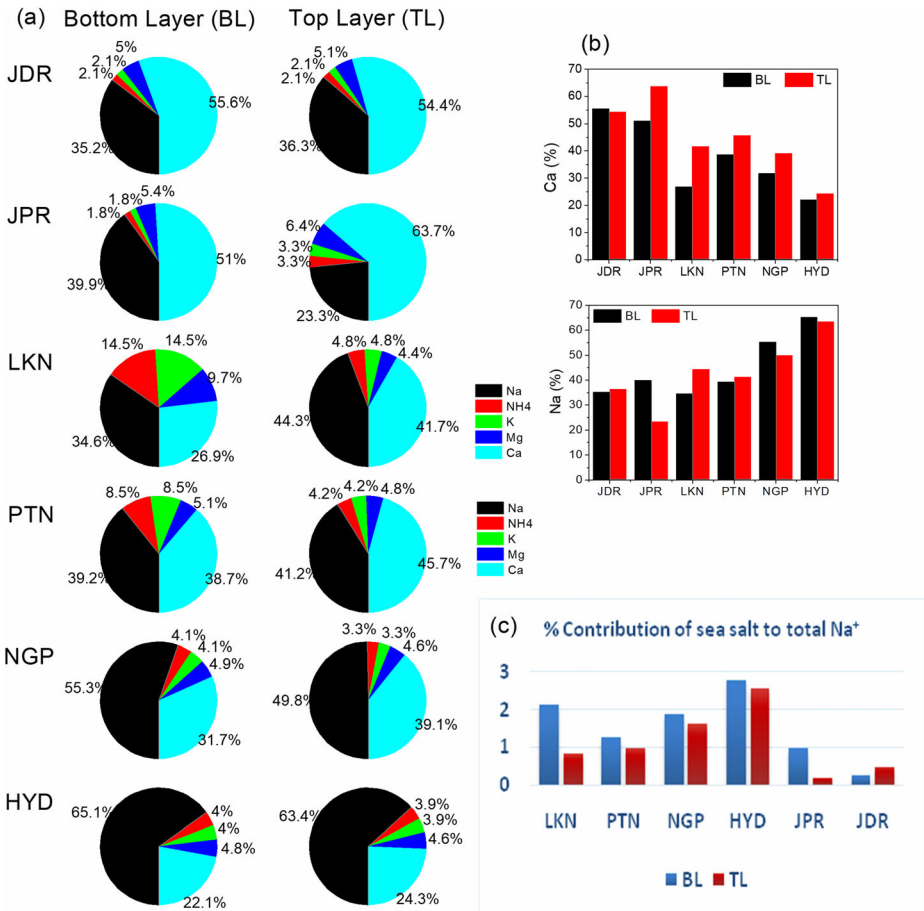 (a)
Bottom Layer (BL)
Top Layer (TL)
JDR
5%
2.1%
2.1%
55.6%
35.2%
5.1%
2.1%
2.1%
54.4%
36.3%
JPR
5.4%
1.8%
1.8%
51%
39.9%
6.4%
3.3%
3.3%
63.7%
23.3%
LKN
14.5%
14.5%
9.7%
34.6%
26.9%
4.8%
4.8%
4.4%
44.3%
41.7%
Na
NH4
K
Mg
Ca
PTN
8.5%
8.5%
5.1%
39.2%
38.7%
4.2%
4.2%
4.8%
41.2%
45.7%
Na
NH4
K
Mg
Ca
NGP
4.1%
4.1%
4.9%
55.3%
31.7%
3.3%
3.3%
4.6%
49.8%
39.1%
HYD
65.1%
4%
4%
4.8%
22.1%
63.4%
3.9%
3.9%
4.6%
24.3%
(b)
BL TL
Ca (%)
70
60
50
40
30
20
10
0
JDR JPR LKN PTN NGP HYD
BL TL
Na (%)
70
60
50
40
30
20
10
0
JDR JPR LKN PTN NGP HYD
(c)
% Contribution of sea salt to total Na⁺
3
2
1
0
LKN PTN NGP HYD JPR JDR
BL TL